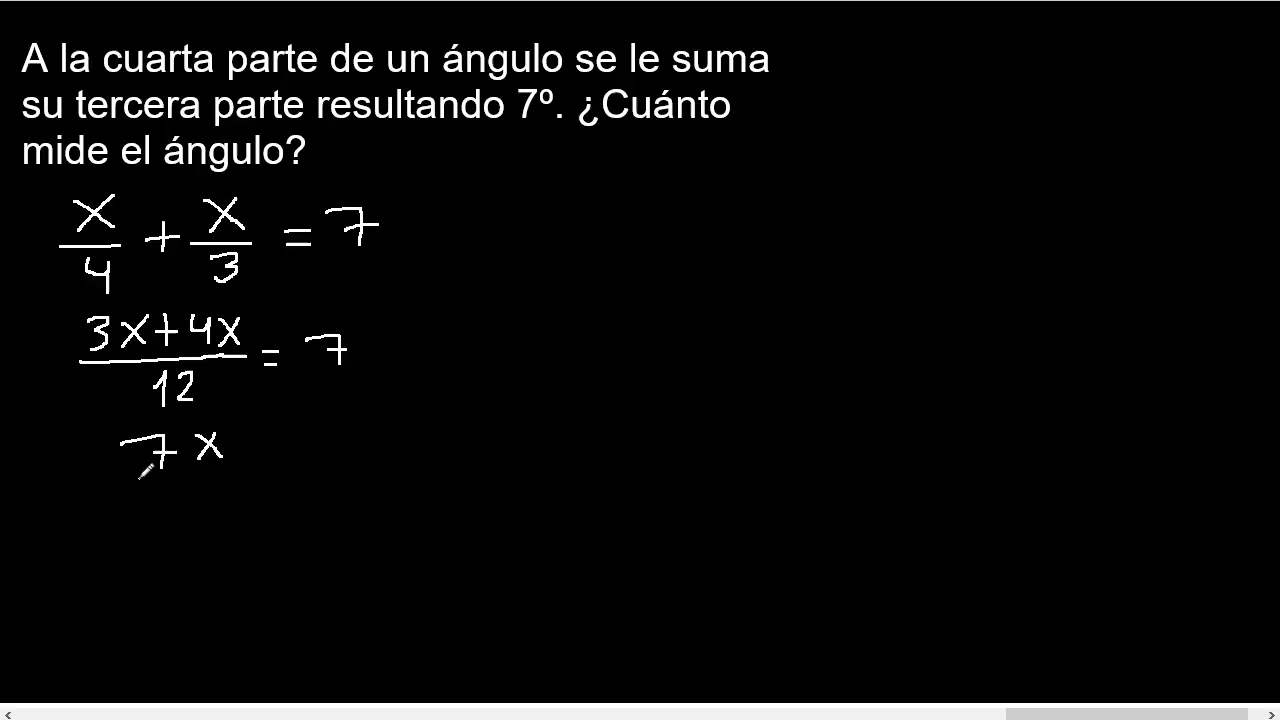 A la cuarta parte de un ángulo se le suma
su tercera parte resultando 7º. ¿Cuánto
mide el ángulo?
x/4 + x/3 = 7
3x+4x/12 = 7
7x